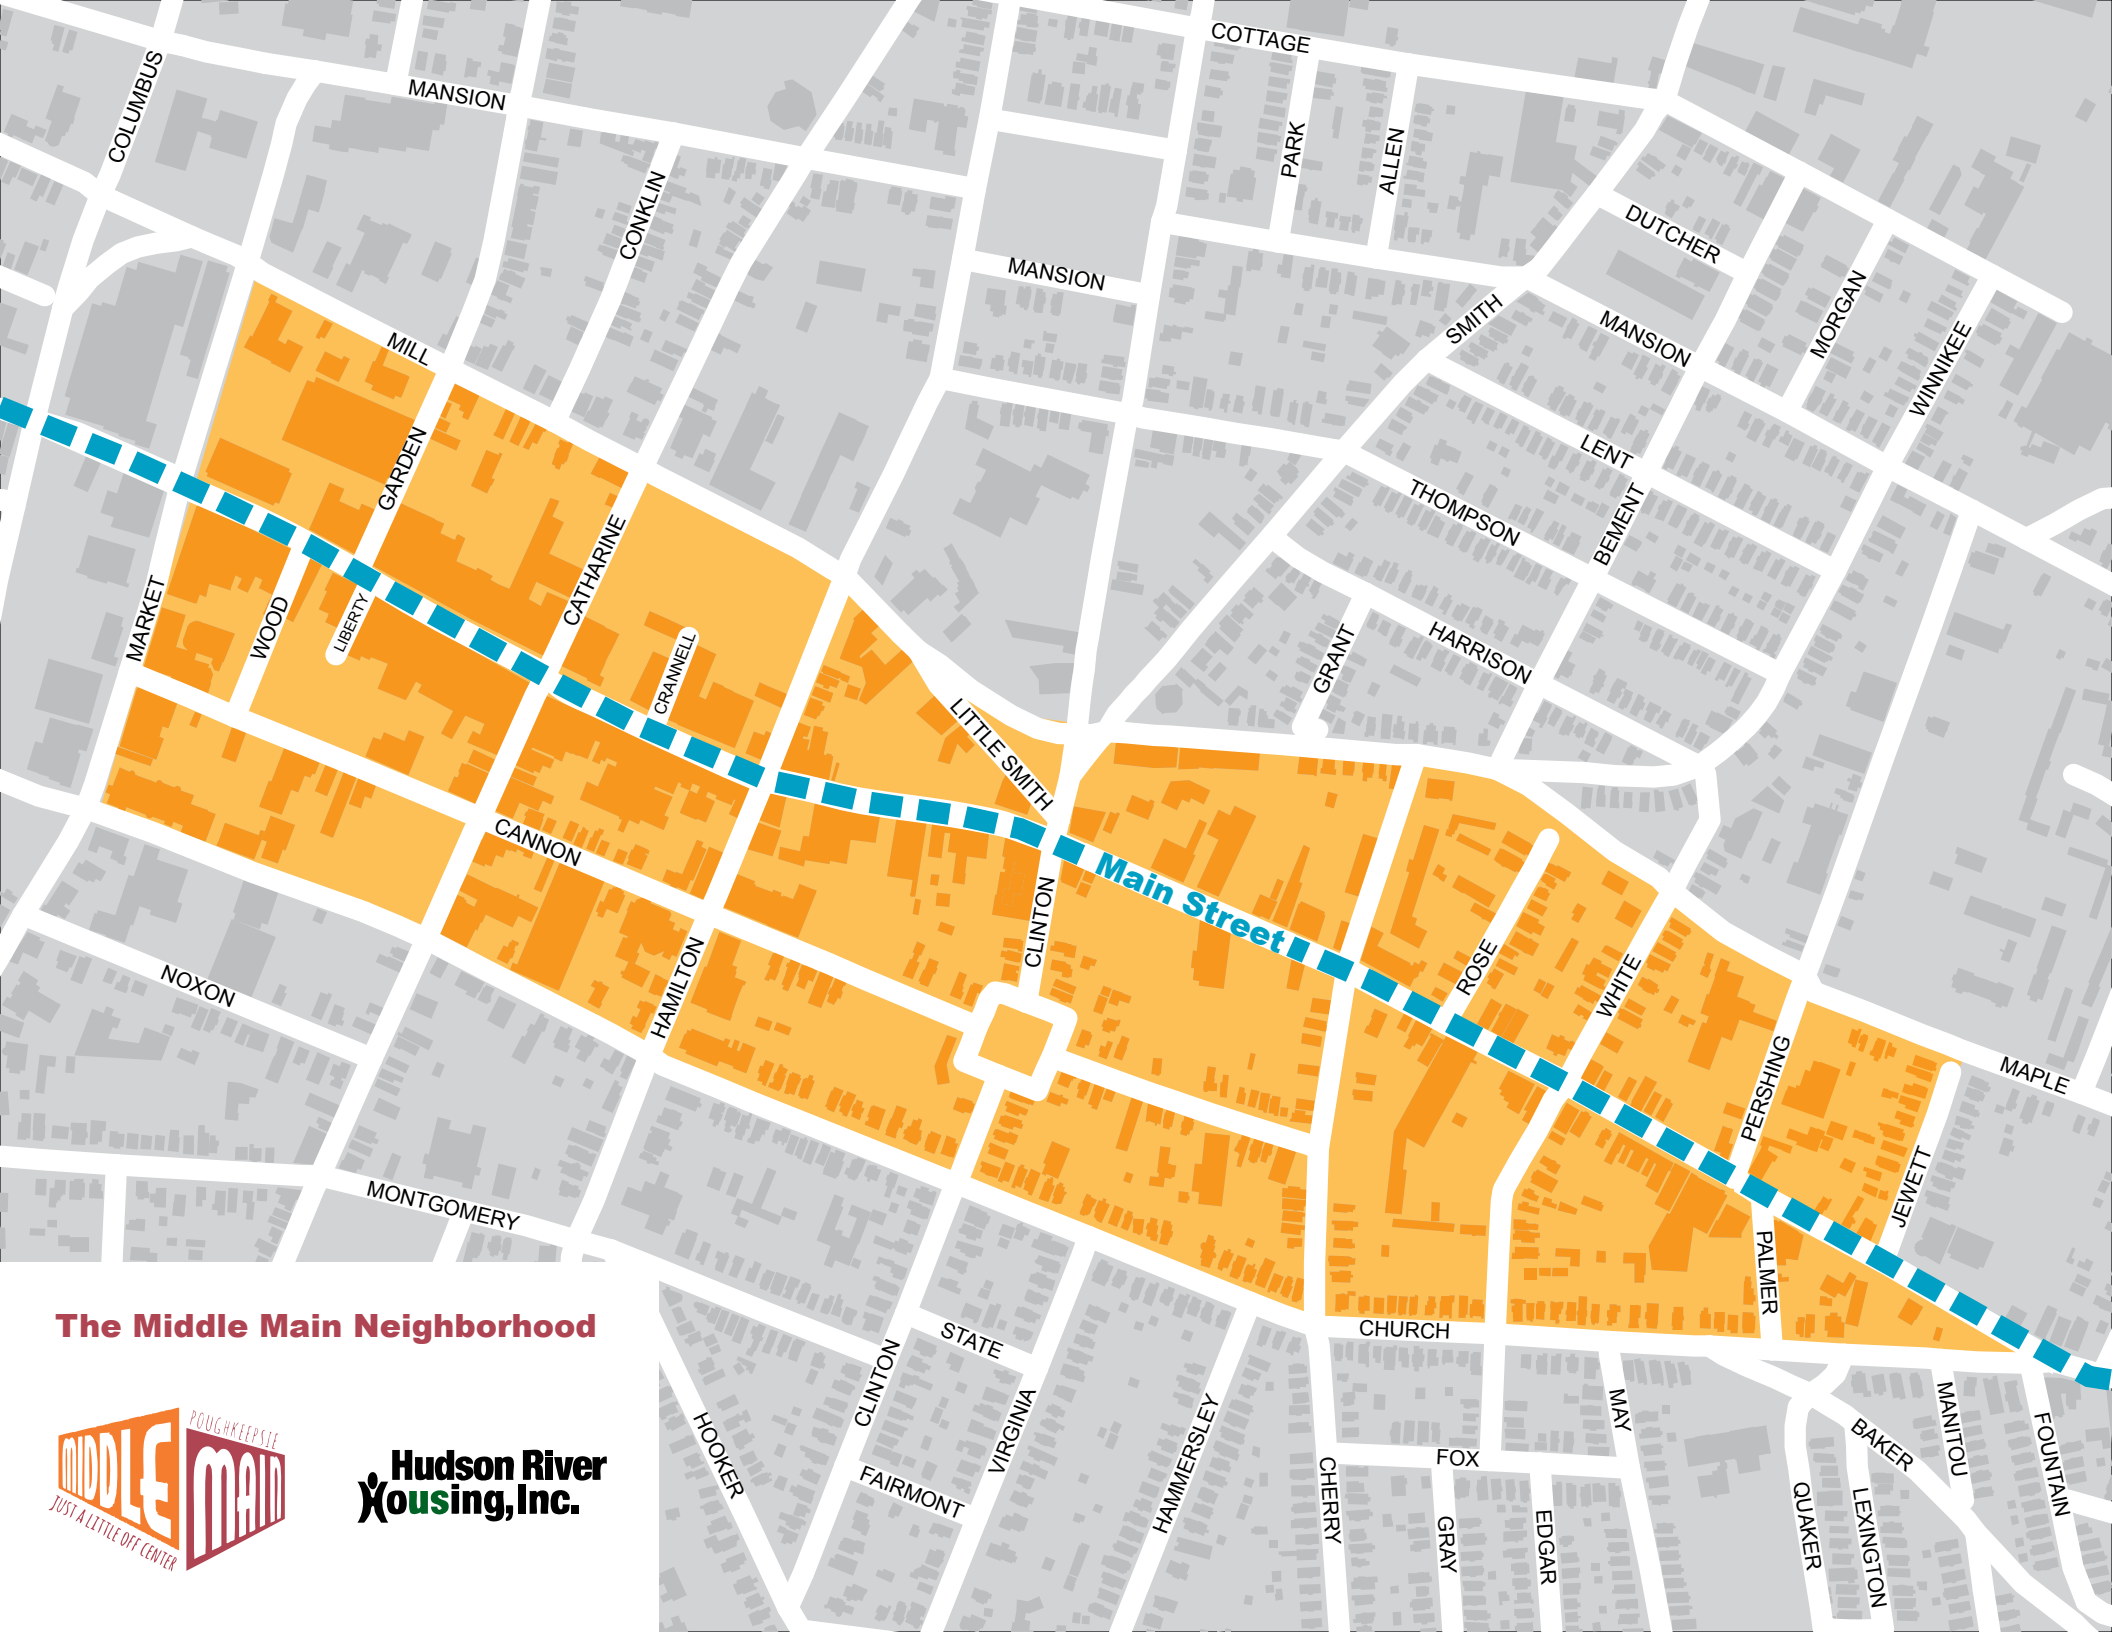 COTTAGE
COLUMBUS
MANSION
PARK
ALLEN
CONKLIN
DUTCHER
MANSION
MORGAN
SMITH
MANSION
WINNIKEE
MILL
GARDEN
LENT
THOMPSON
BEMENT
CATHARINE
MARKET
WOOD
LIBERTY
CRANNELL
GRANT
HARRISON
LITTLE SMITH
CANNON
Main Street
CLINTON
HAMILTON
ROSE
WHITE
NOXON
PERSHING
MAPLE
JEWETT
MONTGOMERY
PALMER
The Middle Main Neighborhood
CHURCH
STATE
CLINTON
VIRGINIA
HOOKER
HAMMERSLEY
MAY
MANITOU
BAKER
FOUNTAIN
FOX
CHERRY
FAIRMONT
QUAKER
LEXINGTON
GRAY
EDGAR
POUGHKEEPSIE
MIDDLE
MAIN
JUST A LITTLE OFF CENTER
Hudson River
Housing, Inc.